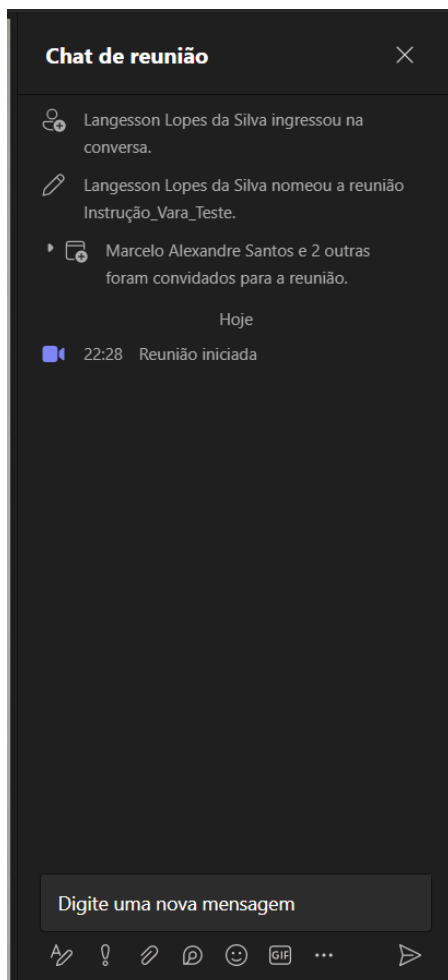 Chat de reunião
Langesson Lopes da Silva ingressou na
conversa.
Langesson Lopes da Silva nomeou a reunião
Instrução_Vara_Teste.
Marcelo Alexandre Santos e 2 outras
foram convidados para a reunião.
Hoje
22:28 Reunião iniciada
Digite uma nova mensagem
GIF